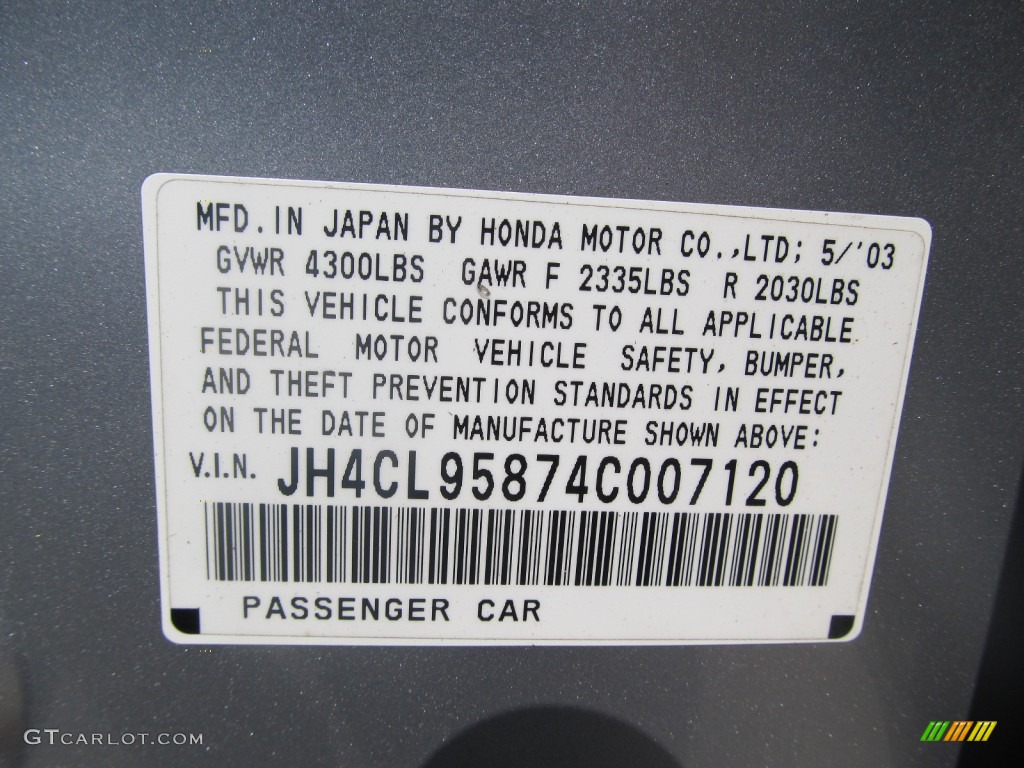 MFD. IN JAPAN BY HONDA MOTOR CO.,LTD; 5/'03
GVWR 4300LBS GAWR F 2335LBS R 2030LBS
THIS VEHICLE CONFORMS TO ALL APPLICABLE
FEDERAL MOTOR VEHICLE SAFETY, BUMPER,
AND THEFT PREVENTION STANDARDS IN EFFECT
ON THE DATE OF MANUFACTURE SHOWN ABOVE:
V.I.N. JH4CL95874C007120
PASSENGER CAR
GTCARLOT.COM